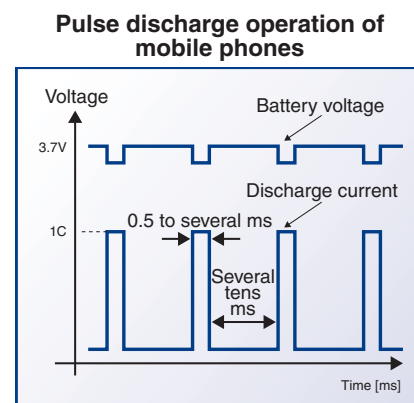 Pulse discharge operation of
mobile phones
Voltage
Battery voltage
3.7V
Discharge current
0.5 to several ms
1C
Several
tens
ms
Time [ms]